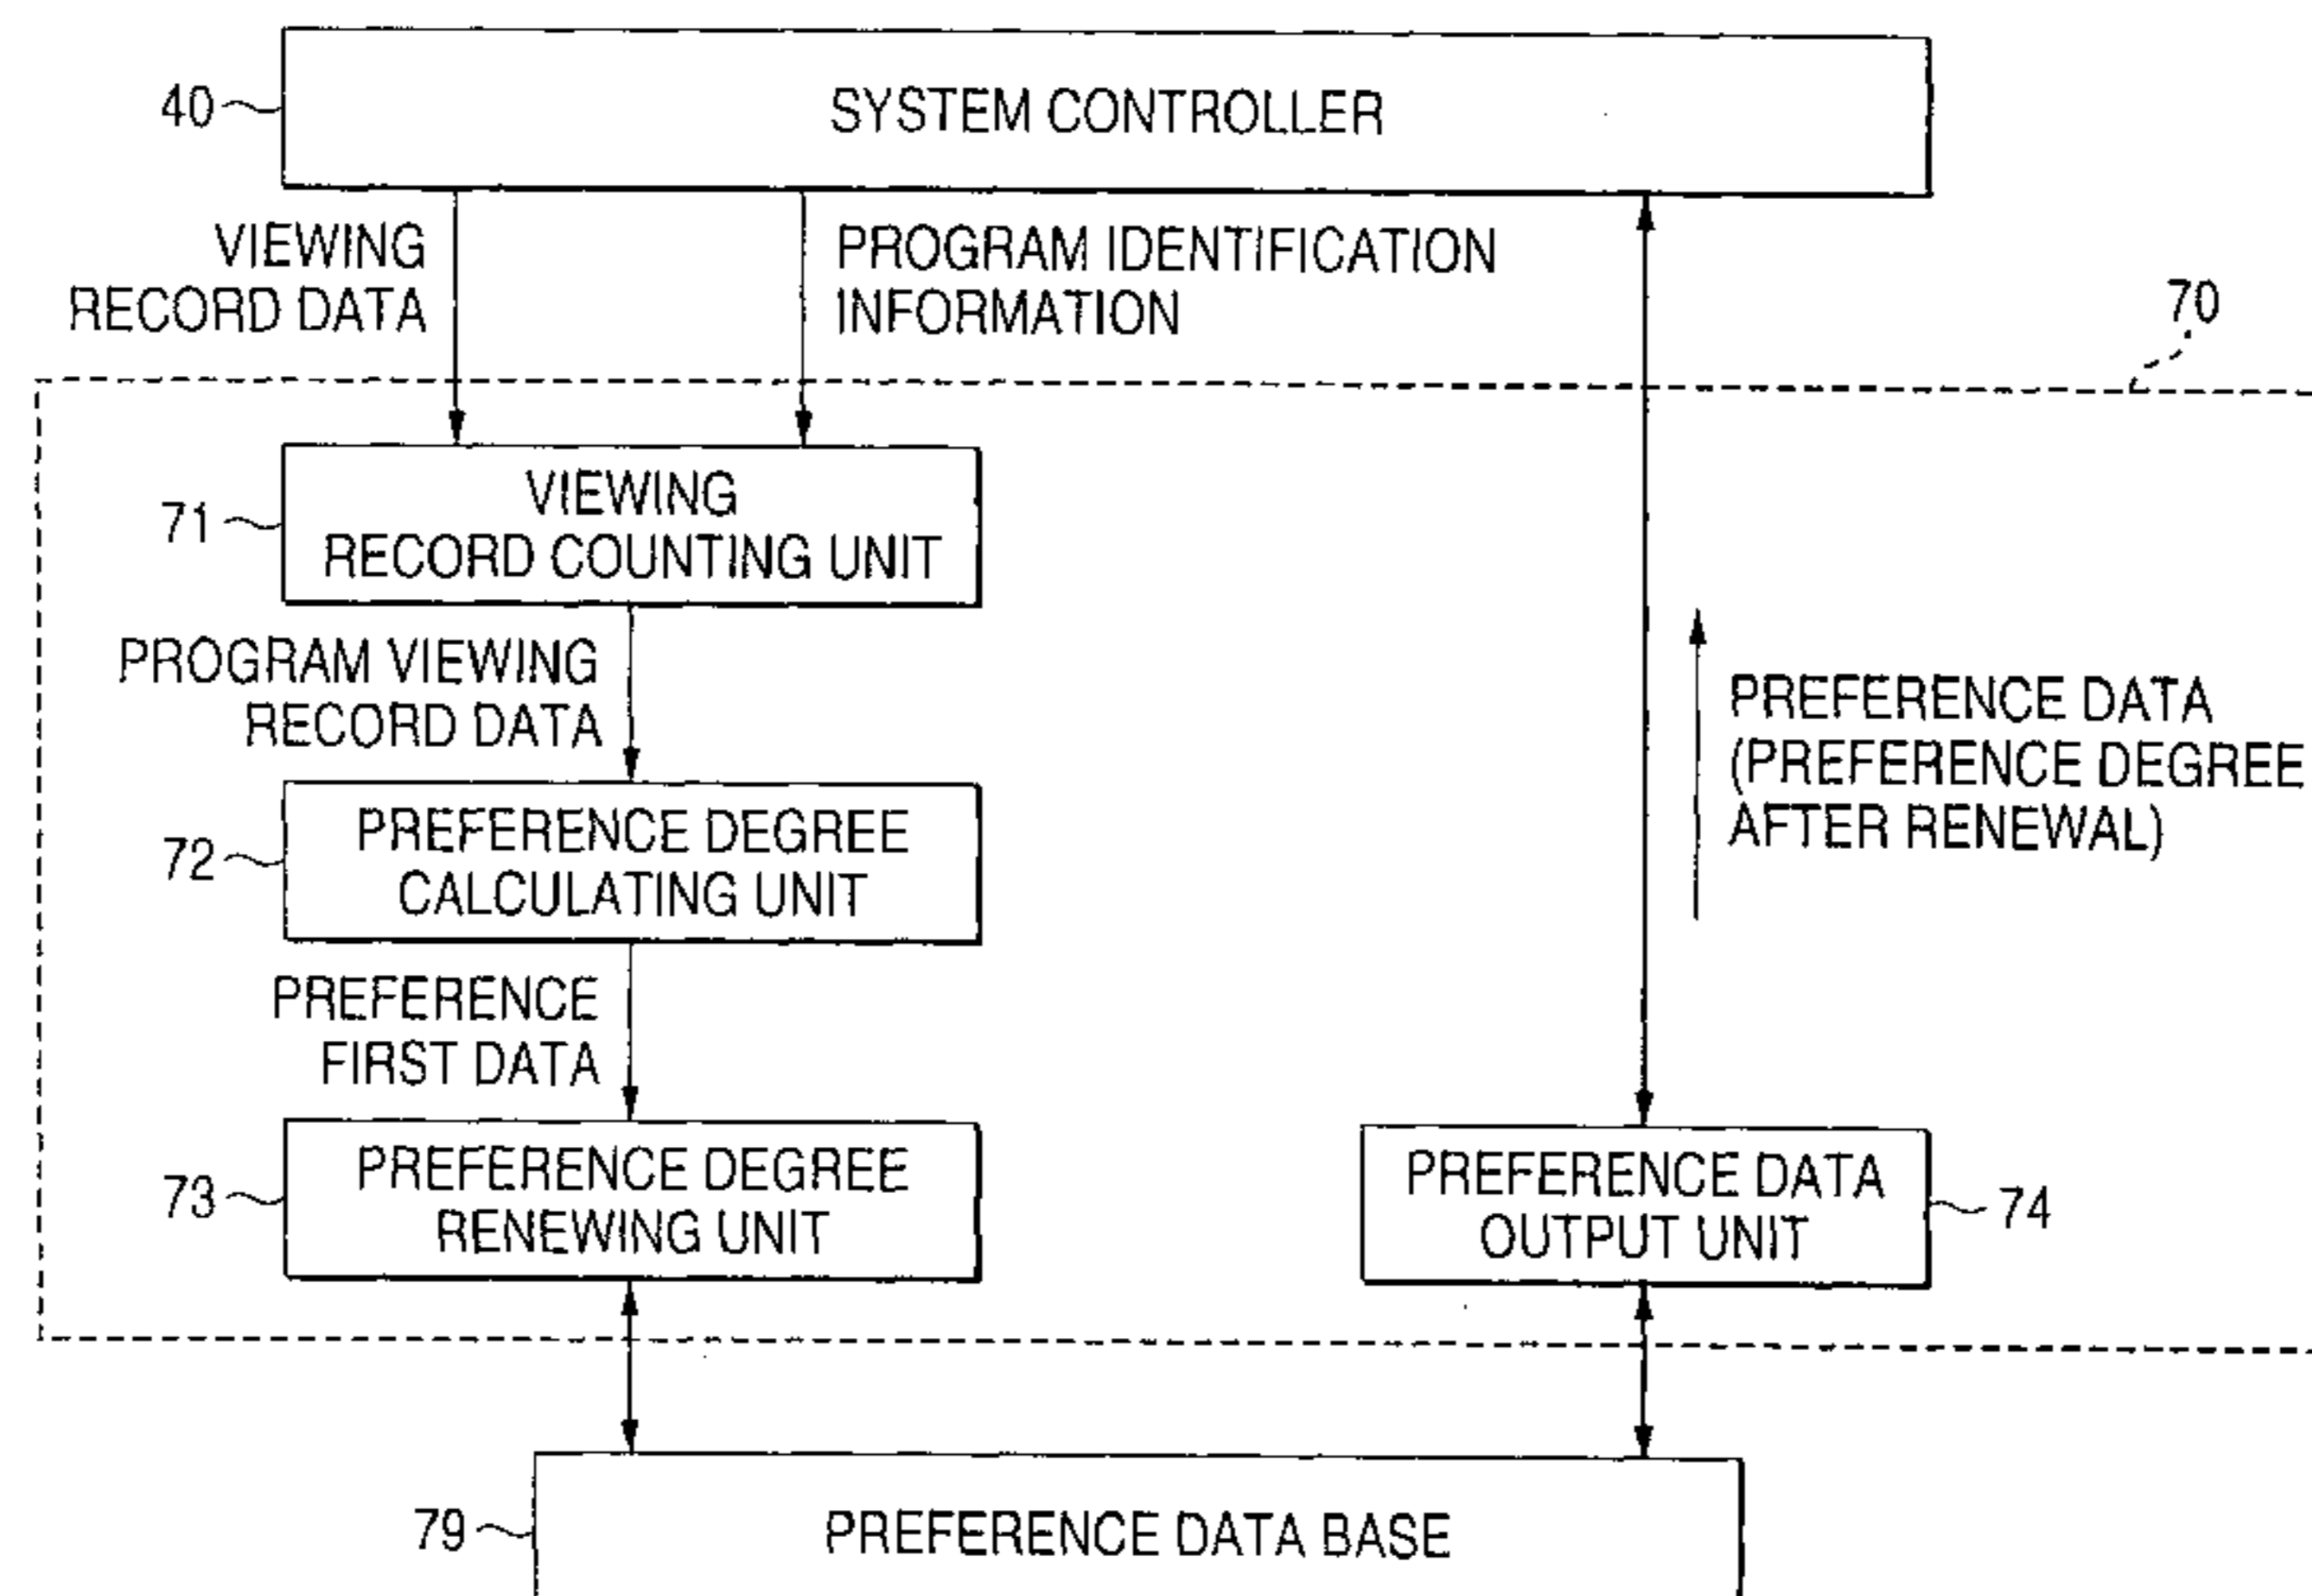 40
SYSTEM CONTROLLER
VIEWING
RECORD DATA
PROGRAM IDENTIFICATION
INFORMATION
70
71
VIEWING
RECORD COUNTING UNIT
PROGRAM VIEWING
RECORD DATA
PREFERENCE DATA
(PREFERENCE DEGREE
AFTER RENEWAL)
72
PREFERENCE DEGREE
CALCULATING UNIT
PREFERENCE
FIRST DATA
73
PREFERENCE DEGREE
RENEWING UNIT
PREFERENCE DATA
OUTPUT UNIT
74
79
PREFERENCE DATA BASE